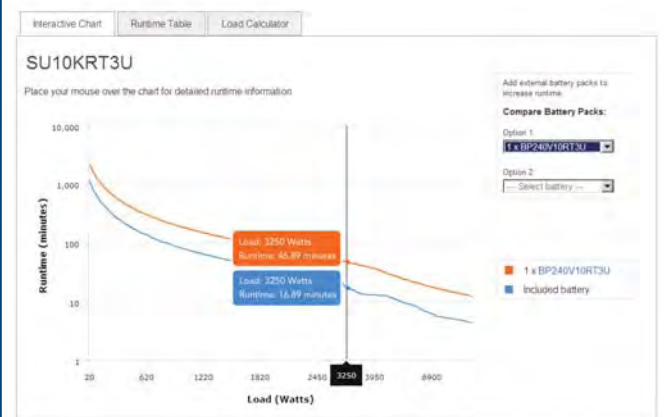 Interactive Chart
Runtime Table
Load Calculator
SU10KRT3U
Place your mouse over the chart for detailed runtime information
Add external battery packs to
increase runtime.
Compare Battery Packs:
Option 1
1 x BP240V10RT3U
Option 2
--- Select battery ---
10,000
1,000
100
10
1
Runtime (minutes)
Load: 3250 Watts
Runtime: 46.89 minutes
Load: 3250 Watts
Runtime: 16.89 minutes
1 x BP240V10RT3U
Included battery
20
620
1220
1820
2450
3250
3950
6900
Load (Watts)